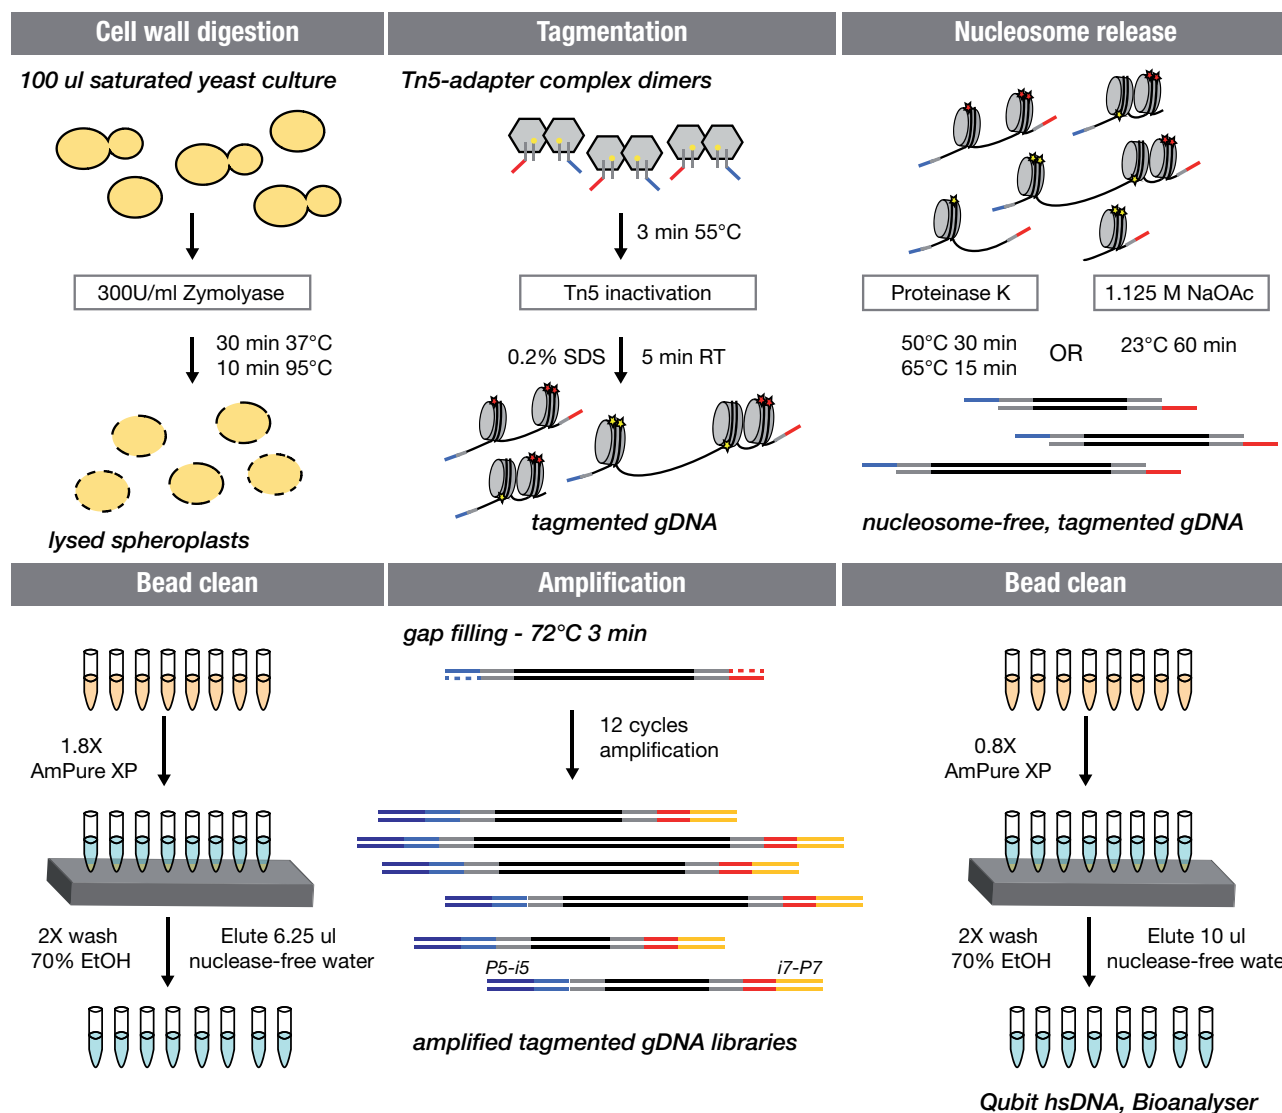 Cell wall digestion
100 ul saturated yeast culture
300U/ml Zymolyase
30 min 37°C
10 min 95°C
lysed spheroplasts
Tagmentation
Tn5-adapter complex dimers
3 min 55°C
Tn5 inactivation
0.2% SDS
5 min RT
tagmented gDNA
Nucleosome release
Proteinase K
1.125 M NaOAc
50°C 30 min
65°C 15 min
OR
23°C 60 min
nucleosome-free, tagmented gDNA
Bead clean
1.8X
AmPure XP
2X wash
70% EtOH
Elute 6.25 ul
nuclease-free water
Amplification
gap filling - 72°C 3 min
12 cycles
amplification
P5-i5
i7-P7
amplified tagmented gDNA libraries
Bead clean
0.8X
AmPure XP
2X wash
70% EtOH
Elute 10 ul
nuclease-free wate
Qubit hsDNA, Bioanalyser